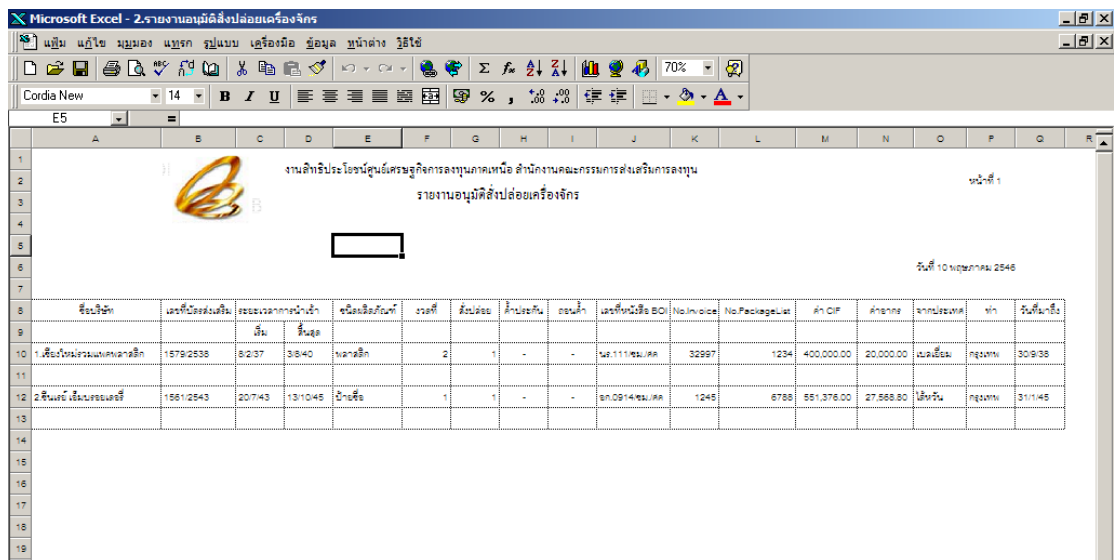 Microsoft Excel - 2.รายงานอนุมัติสั่งปล่อยเครื่องจักร
แฟ้ม แก้ไข มุมมอง แทรก รูปแบบ เครื่องมือ ข้อมูล หน้าต่าง วิธีใช้
70%
Cordia New 14 B I U
E5 =
A B C D E F G H I J K L M N O P Q R
1 งานสิทธิประโยชน์ศูนย์เศรษฐกิจการลงทุนภาคเหนือ สำนักงานคณะกรรมการส่งเสริมการลงทุน
2 หน้าที่ 1
3 รายงานอนุมัติสั่งปล่อยเครื่องจักร
4
5
6 วันที่ 10 พฤษภาคม 2546
7
8 ชื่อบริษัท เลขที่บัตรส่งเสริม ระยะเวลาการนำเข้า ชนิดผลิตภัณฑ์ งวดที่ สั่งปล่อย ค้ำประกัน ถอนค้ำ เลขที่หนังสือ BOI No.Invoice No.PackageList ค่า CIF ค่าอากร จากประเทศ ท่า วันที่มาถึง
9 เริ่ม สิ้นสุด
10 1.เชียงใหม่รวมแพคพลาสติก 1579/2538 8/2/37 3/8/40 พลาสติก 2 1 - - นร.111/ชม./ศค 32997 1234 400,000.00 20,000.00 เบลเยี่ยม กรุงเทพ 30/9/38
11
12 2.ซันเรย์ เอ็มบรอยเดอรี่ 1561/2543 20/7/43 13/10/45 ป้ายชื่อ 1 1 - - อก.0914/ชม./ศค 1245 6788 551,376.00 27,568.80 ไต้หวัน กรุงเทพ 31/1/45
13
14
15
16
17
18
19